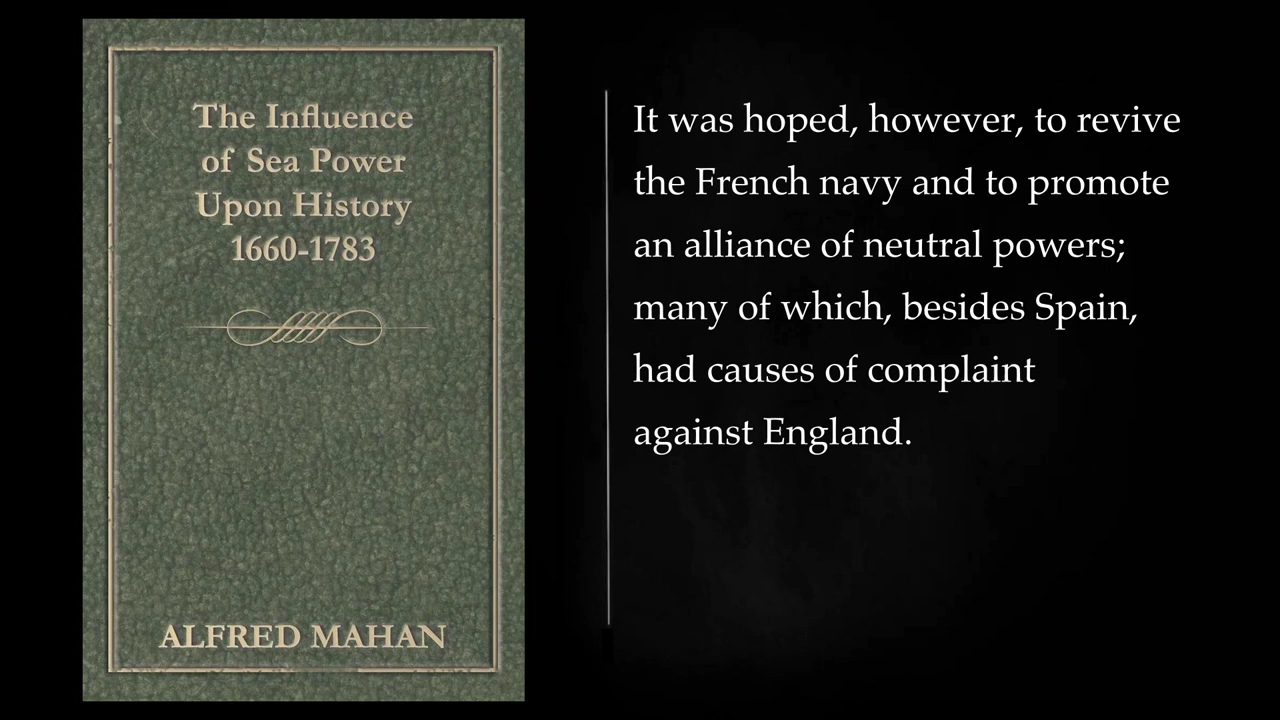 The Influence
of Sea Power
Upon History
1660-1783
ALFRED MAHAN
It was hoped, however, to revive
the French navy and to promote
an alliance of neutral powers;
many of which, besides Spain,
had causes of complaint
against England.